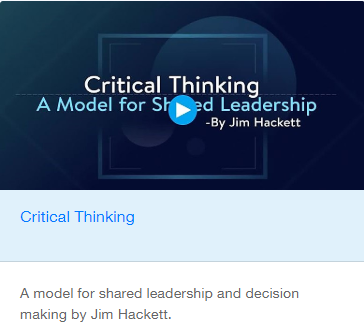 Critical Thinking
A Model for Shared Leadership
-By Jim Hackett
Critical Thinking
A model for shared leadership and decision
making by Jim Hackett.